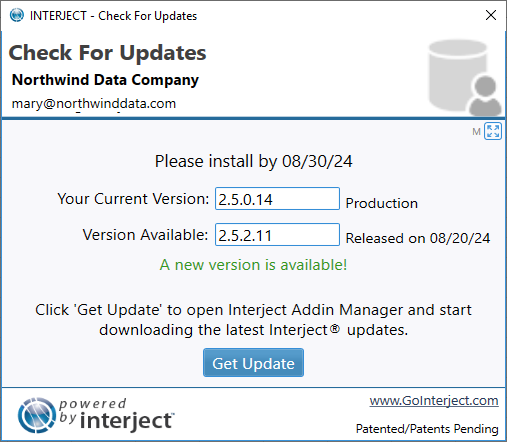 INTERJECT - Check For Updates
Check For Updates
Northwind Data Company
mary@northwinddata.com
M
Please install by 08/30/24
Your Current Version: 2.5.0.14 Production
Version Available: 2.5.2.11 Released on 08/20/24
A new version is available!
Click 'Get Update' to open Interject Addin Manager and start
downloading the latest Interject® updates.
Get Update
powered
by interject™
www.GoInterject.com
Patented/Patents Pending